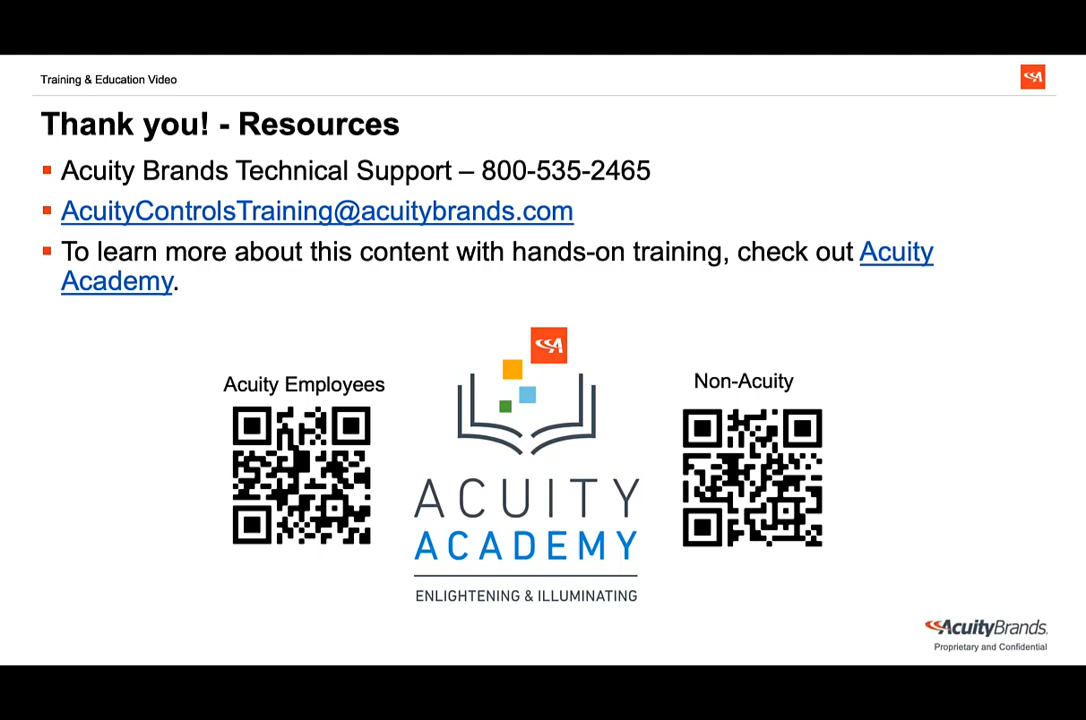 Training & Education Video
Thank you! - Resources
Acuity Brands Technical Support – 800-535-2465
AcuityControlsTraining@acuitybrands.com
To learn more about this content with hands-on training, check out Acuity
Academy.
Acuity Employees
Non-Acuity
ACUITY
ACADEMY
ENLIGHTENING & ILLUMINATING
AcuityBrands.
Proprietary and Confidential